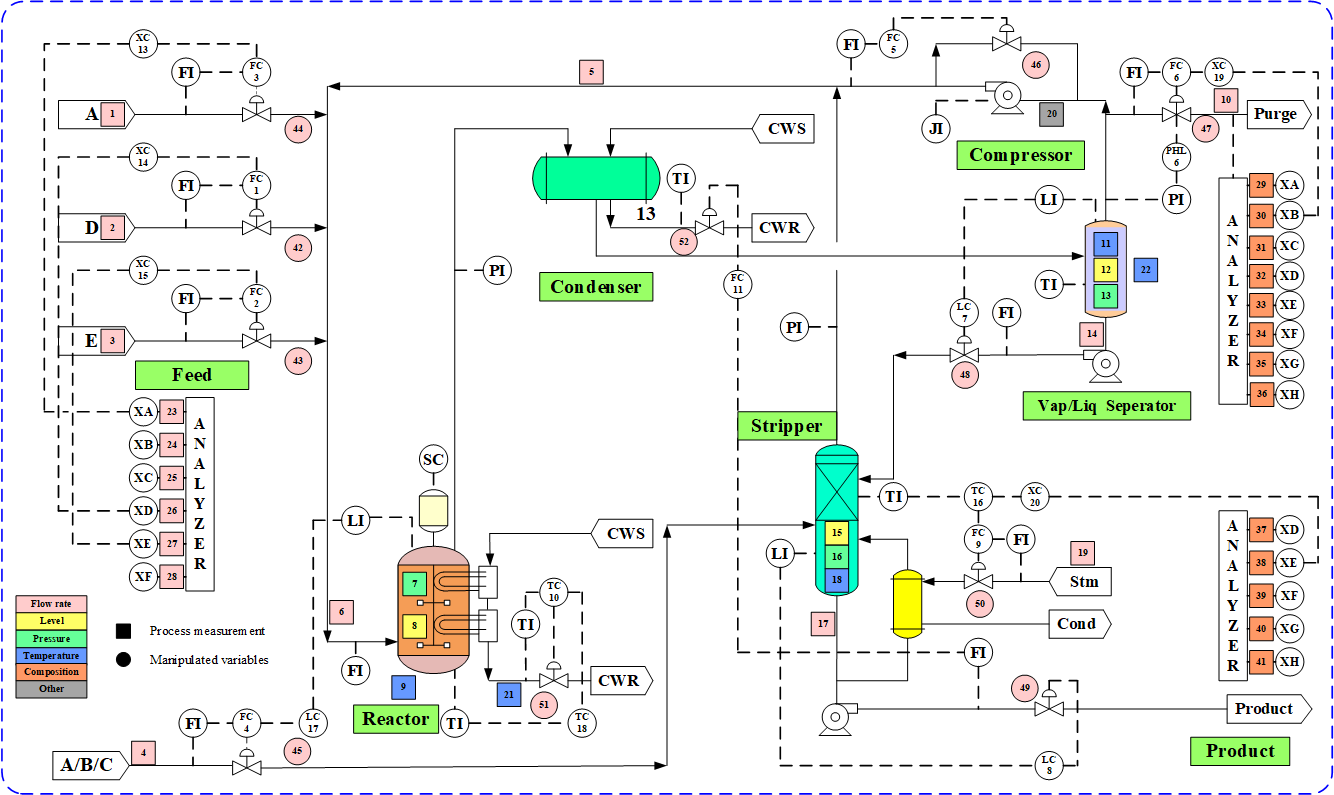 XC
13
FI
FC
3
A
1
44
XC
14
FI
FC
1
D
2
42
XC
15
FI
FC
2
E
3
43
Feed
XA
23
XB
24
XC
25
XD
26
XE
27
XF
28
A
N
A
L
Y
Z
E
R
Flow rate
Level
Pressure
Temperature
Composition
Other
Process measurement
Manipulated variables
5
CWS
13
TI
52
CWR
Condenser
PI
FC
11
FI
FC
5
46
JI
20
Compressor
FI
FC
6
XC
19
10
47
Purge
PHL
6
PI
LI
11
12
13
22
TI
LC
7
FI
14
48
Vap/Liq Seperator
A
N
A
L
Y
Z
E
R
29
XA
30
XB
31
XC
32
XD
33
XE
34
XF
35
XG
36
XH
PI
Stripper
TI
TC
16
XC
20
15
16
18
LI
17
FC
9
FI
19
Stm
50
Cond
FI
49
Product
LC
8
Product
A
N
A
L
Y
Z
E
R
37
XD
38
XE
39
XF
40
XG
41
XH
SC
LI
CWS
7
8
6
FI
9
TC
10
TI
21
51
CWR
Reactor
TI
TC
18
FI
FC
4
LC
17
45
4
A/B/C